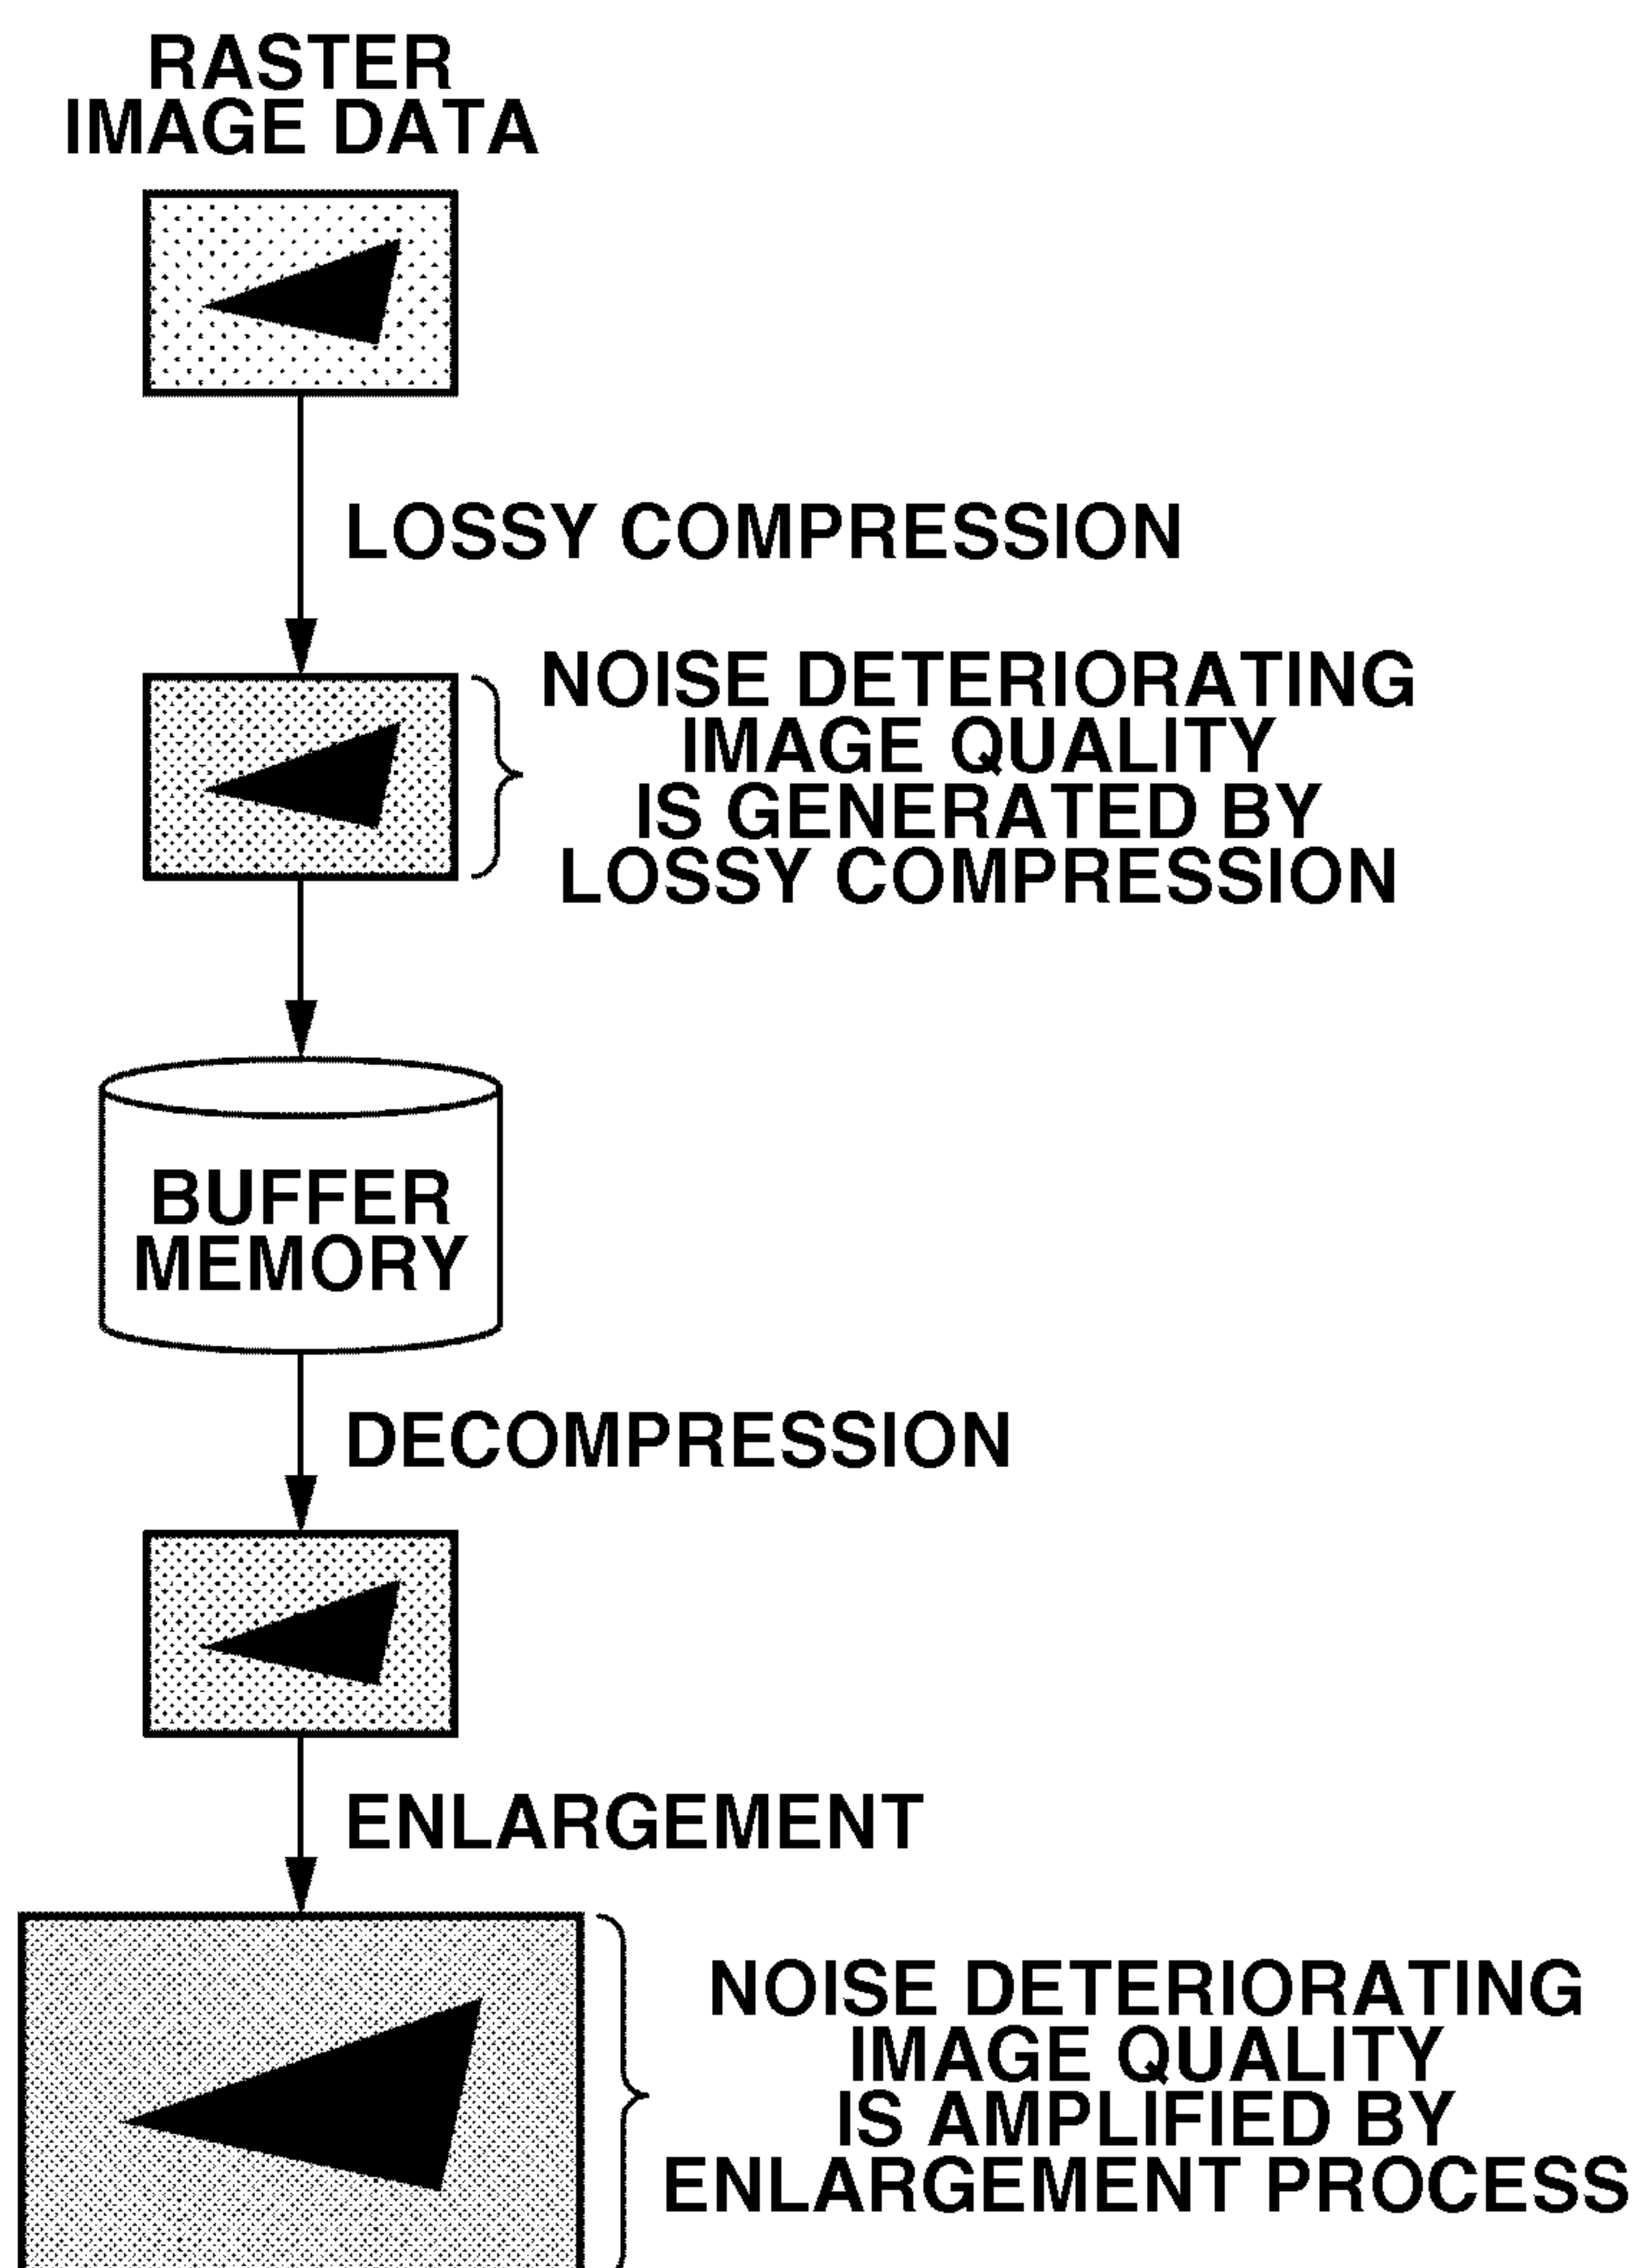 RASTER
IMAGE DATA
LOSSY COMPRESSION
NOISE DETERIORATING
IMAGE QUALITY
IS GENERATED BY
LOSSY COMPRESSION
BUFFER
MEMORY
DECOMPRESSION
ENLARGEMENT
NOISE DETERIORATING
IMAGE QUALITY
IS AMPLIFIED BY
ENLARGEMENT PROCESS